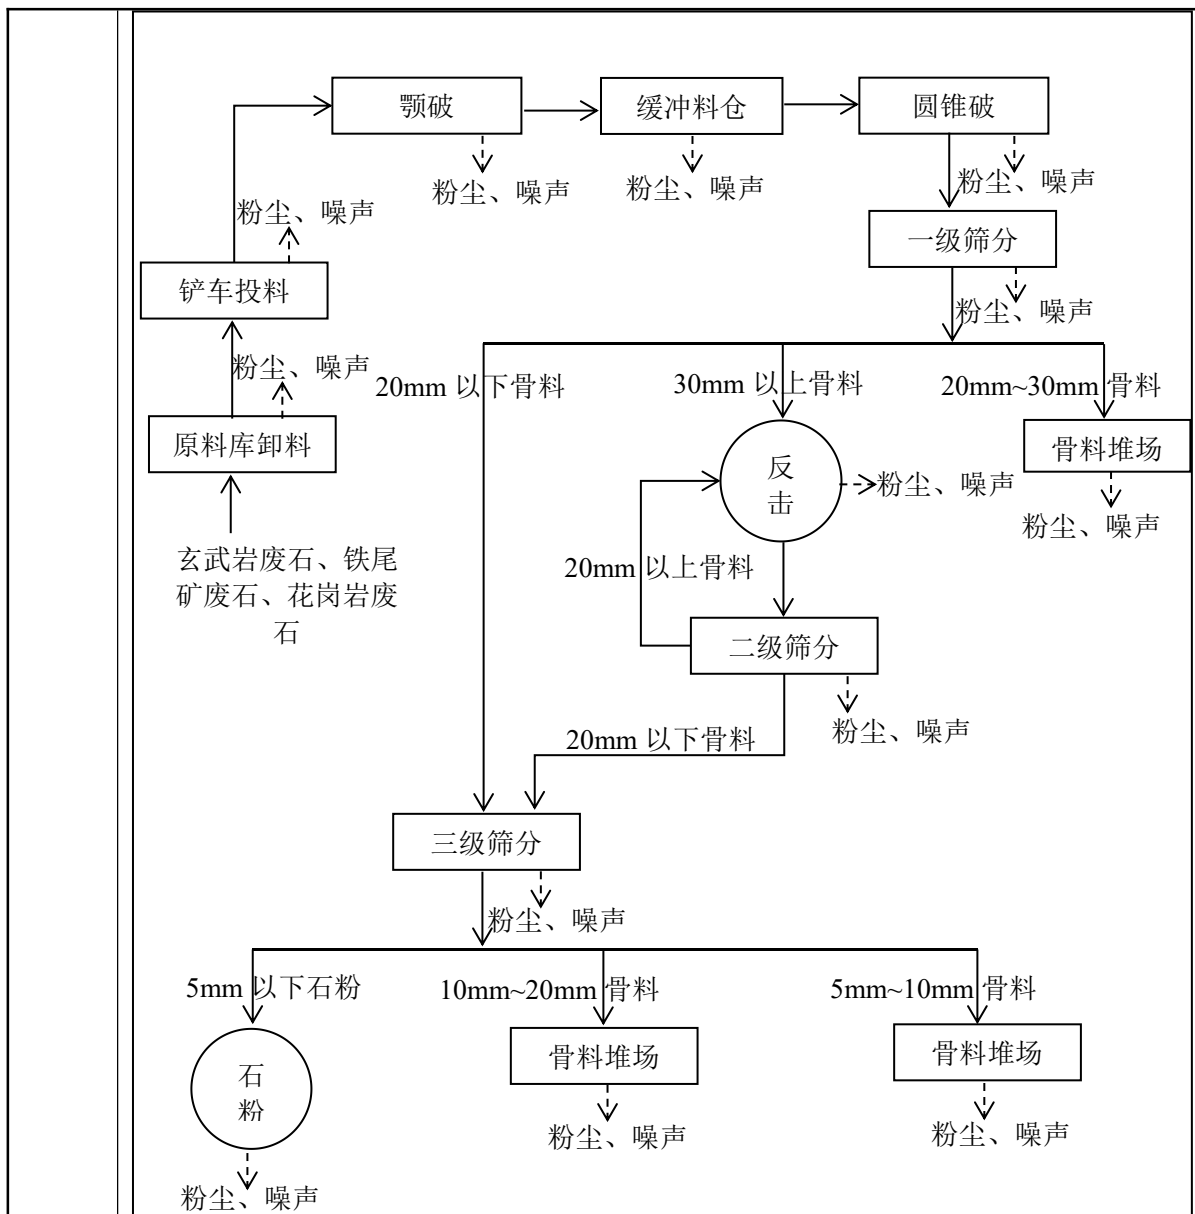 颚破
缓冲料仓
圆锥破
粉尘、噪声
粉尘、噪声
粉尘、噪声
粉尘、噪声
一级筛分
铲车投料
粉尘、噪声
粉尘、噪声
20mm 以下骨料
30mm 以上骨料
20mm~30mm 骨料
原料库卸料
骨料堆场
反
击
粉尘、噪声
粉尘、噪声
玄武岩废石、铁尾
矿废石、花岗岩废
石
20mm 以上骨料
二级筛分
粉尘、噪声
20mm 以下骨料
三级筛分
粉尘、噪声
5mm 以下石粉
10mm~20mm 骨料
5mm~10mm 骨料
石
粉
骨料堆场
骨料堆场
粉尘、噪声
粉尘、噪声
粉尘、噪声